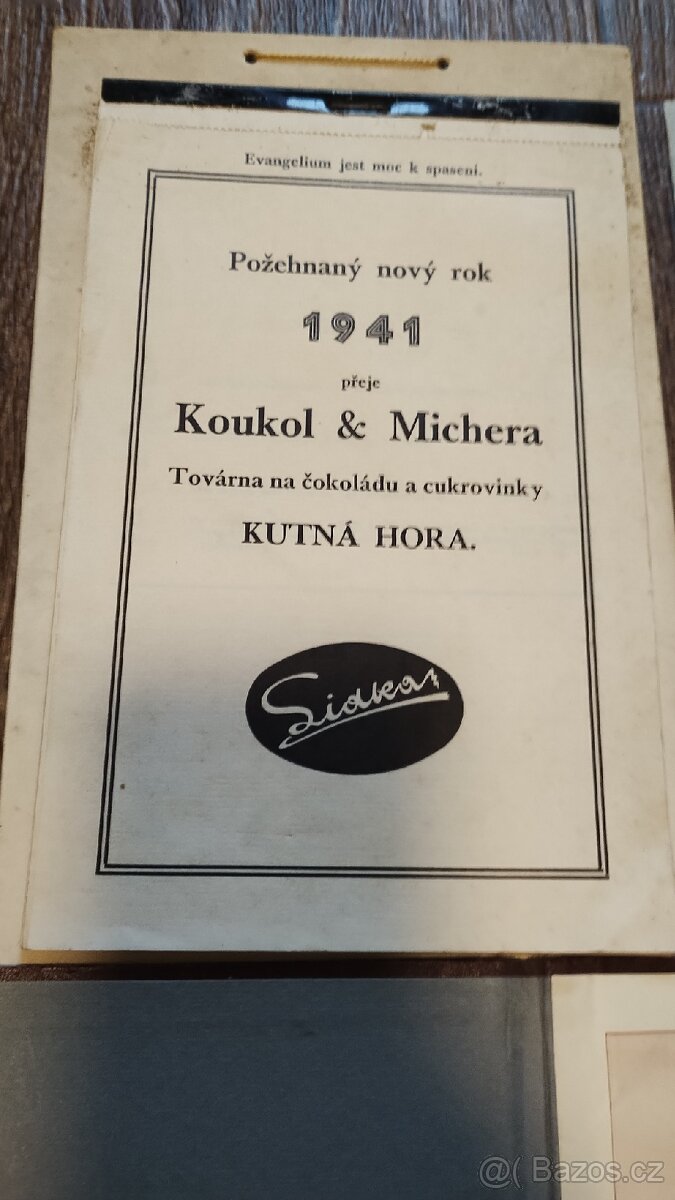 Evangelium jest moc k spasení.
Požehnaný nový rok
1941
přeje
Koukol & Michera
Továrna na čokoládu a cukrovinky
KUTNÁ HORA.
Sidka
@( Bazos.cz